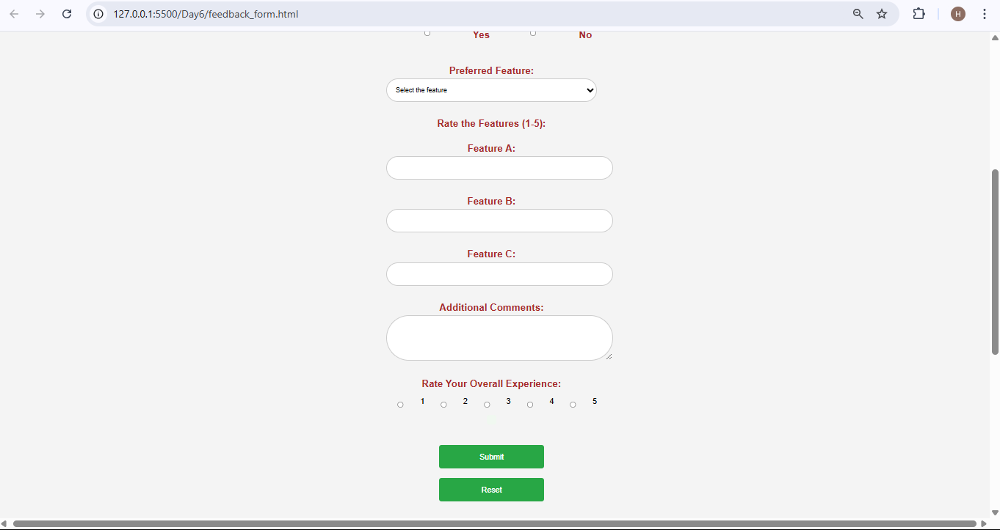 127.0.0.1:5500/Day6/feedback_form.html
H
Yes No
Preferred Feature:
Select the feature
Rate the Features (1-5):
Feature A:
Feature B:
Feature C:
Additional Comments:
Rate Your Overall Experience:
1 2 3 4 5
Submit
Reset